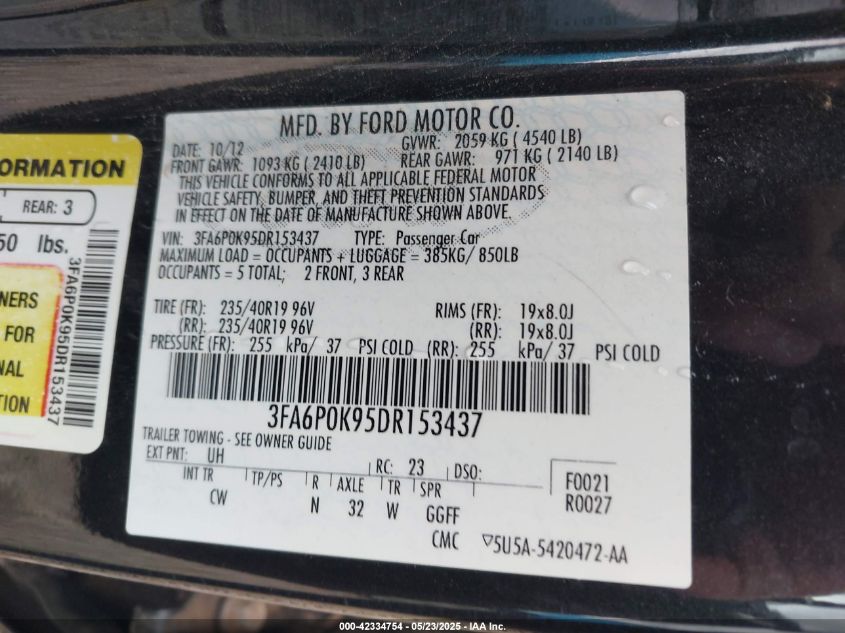 ORMATION
REAR: 3
50 lbs.
NERS
FOR
NAL
TION
3FA6P0K95DR153437
MFD. BY FORD MOTOR CO.
DATE: 10/12 GVWR: 2059 KG ( 4540 LB)
FRONT GAWR: 1093 KG ( 2410 LB) REAR GAWR: 971 KG ( 2140 LB)
THIS VEHICLE CONFORMS TO ALL APPLICABLE FEDERAL MOTOR
VEHICLE SAFETY, BUMPER, AND THEFT PREVENTION STANDARDS
IN EFFECT ON THE DATE OF MANUFACTURE SHOWN ABOVE.
VIN: 3FA6P0K95DR153437 TYPE: Passenger Car
MAXIMUM LOAD = OCCUPANTS + LUGGAGE = 385KG/ 850LB
OCCUPANTS = 5 TOTAL; 2 FRONT, 3 REAR
TIRE (FR): 235/40R19 96V RIMS (FR): 19x8.0J
(RR): 235/40R19 96V (RR): 19x8.0J
PRESSURE (FR): 255 kPa/ 37 PSI COLD (RR): 255 kPa/ 37 PSI COLD
3FA6P0K95DR153437
TRAILER TOWING - SEE OWNER GUIDE
EXT PNT: UH RC: 23 DSO: F0021
INT TR TP/PS R AXLE TR SPR R0027
CW N 32 W GGFF
CMC ▽5U5A-5420472-AA
000-42334754 - 05/23/2025 - © IAA, Inc.